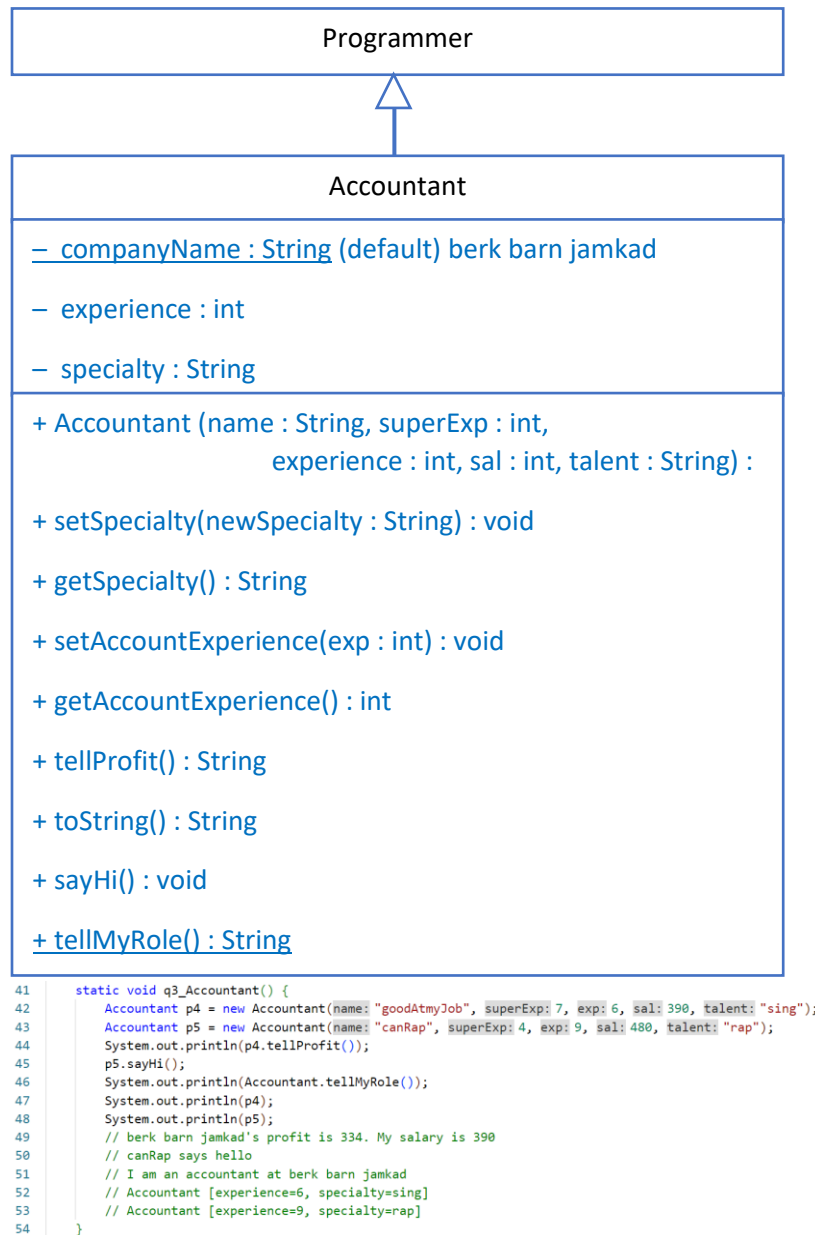 Programmer
Accountant
– companyName : String (default) berk barn jamkad
– experience : int
– specialty : String
+ Accountant (name : String, superExp : int,
experience : int, sal : int, talent : String) :
+ setSpecialty(newSpecialty : String) : void
+ getSpecialty() : String
+ setAccountExperience(exp : int) : void
+ getAccountExperience() : int
+ tellProfit() : String
+ toString() : String
+ sayHi() : void
+ tellMyRole() : String
41 static void q3_Accountant() {
42 Accountant p4 = new Accountant(name: "goodAtmyJob", superExp: 7, exp: 6, sal: 390, talent: "sing");
43 Accountant p5 = new Accountant(name: "canRap", superExp: 4, exp: 9, sal: 480, talent: "rap");
44 System.out.println(p4.tellProfit());
45 p5.sayHi();
46 System.out.println(Accountant.tellMyRole());
47 System.out.println(p4);
48 System.out.println(p5);
49 // berk barn jamkad's profit is 334. My salary is 390
50 // canRap says hello
51 // I am an accountant at berk barn jamkad
52 // Accountant [experience=6, specialty=sing]
53 // Accountant [experience=9, specialty=rap]
54 }